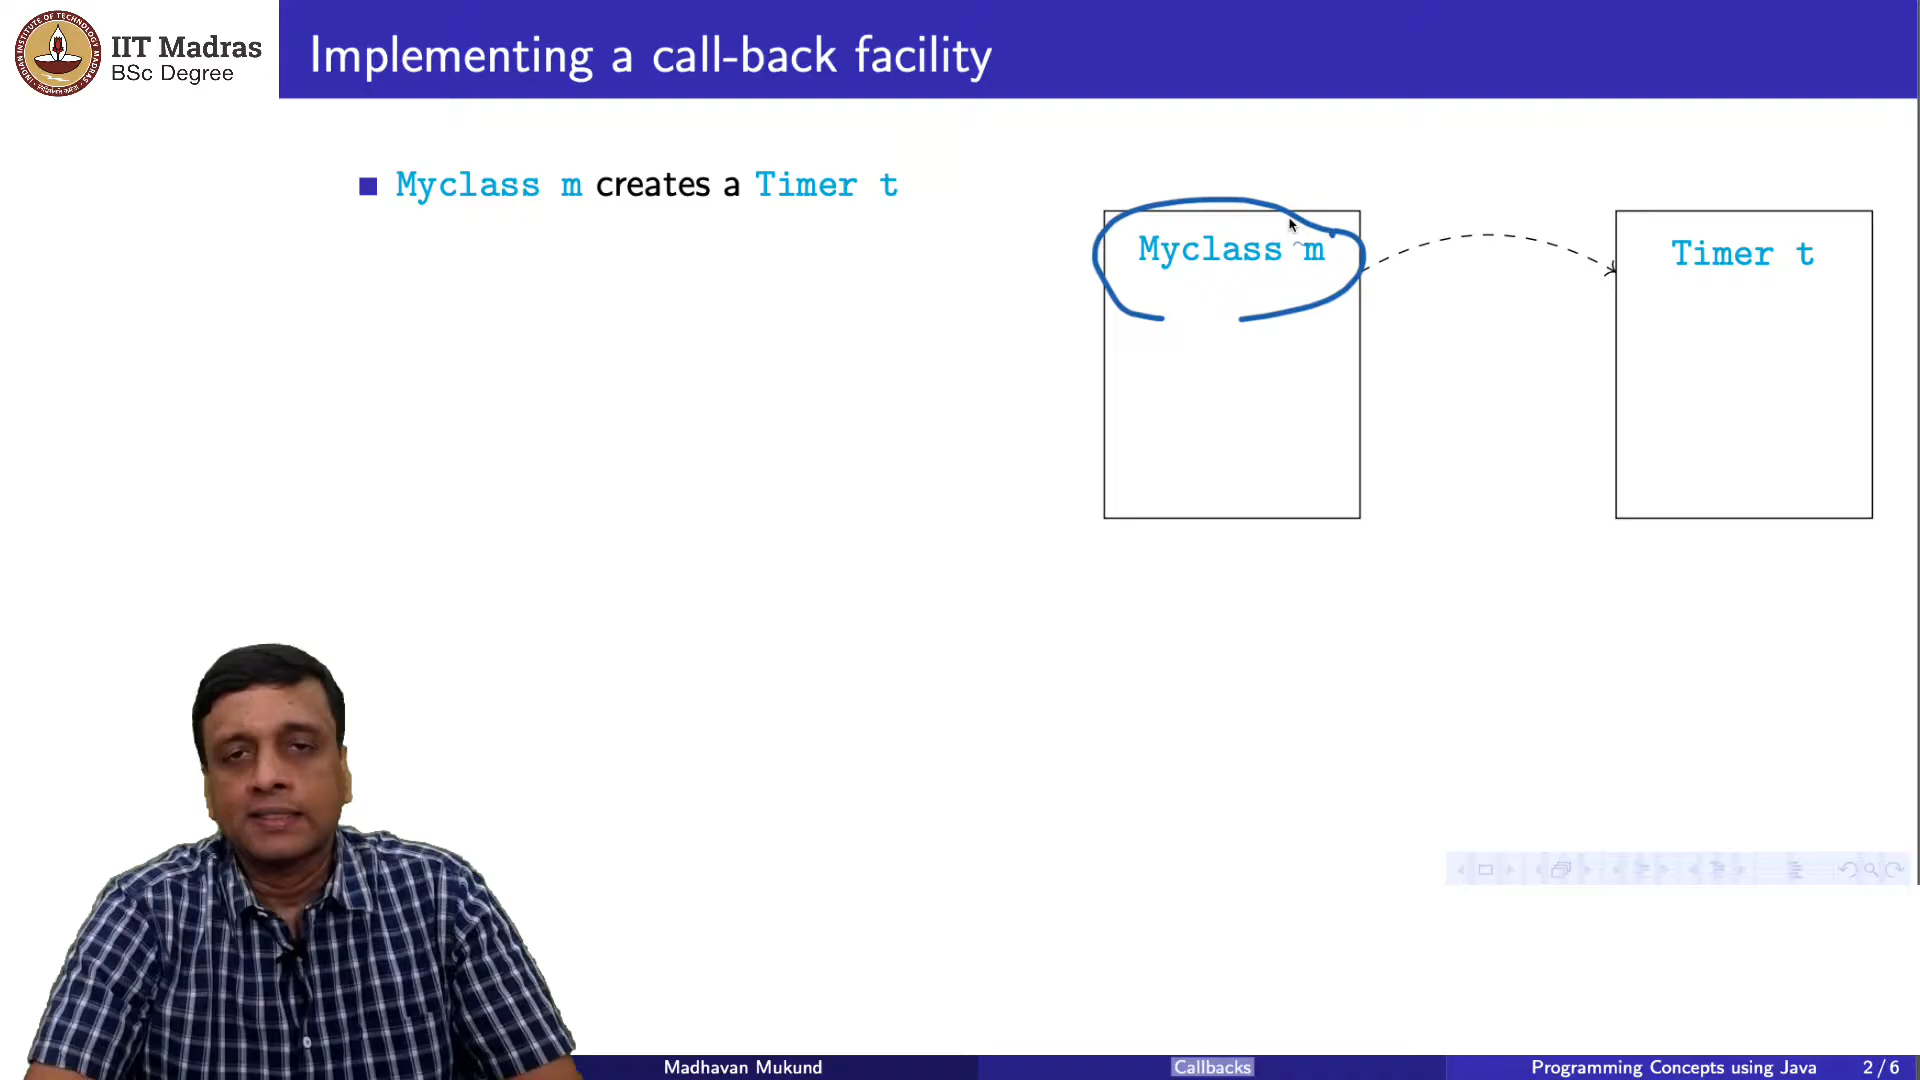 IIT Madras
BSc Degree
Implementing a call-back facility
Myclass m creates a Timer t
Myclass m
Timer t
Madhavan Mukund
Callbacks
Programming Concepts using Java
2 / 6